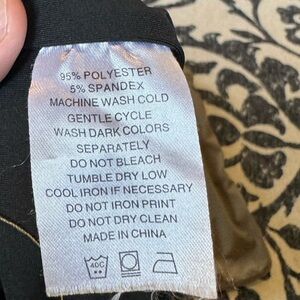 95% POLYESTER
5% SPANDEX
MACHINE WASH COLD
GENTLE CYCLE
WASH DARK COLORS
SEPARATELY
DO NOT BLEACH
TUMBLE DRY LOW
COOL IRON IF NECESSARY
DO NOT IRON PRINT
DO NOT DRY CLEAN
MADE IN CHINA
40C